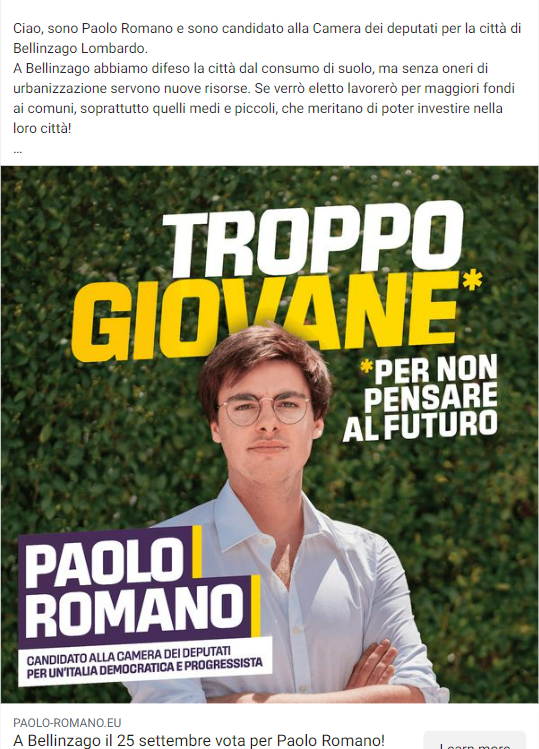 Ciao, sono Paolo Romano e sono candidato alla Camera dei deputati per la città di
Bellinzago Lombardo.
A Bellinzago abbiamo difeso la città dal consumo di suolo, ma senza oneri di
urbanizzazione servono nuove risorse. Se verrò eletto lavorerò per maggiori fondi
ai comuni, soprattutto quelli medi e piccoli, che meritano di poter investire nella
loro città!
...
TROPPO
GIOVANE*
*PER NON
PENSARE
AL FUTURO
PAOLO
ROMANO
CANDIDATO ALLA CAMERA DEI DEPUTATI
PER UN'ITALIA DEMOCRATICA E PROGRESSISTA
PAOLO-ROMANO.EU
A Bellinzago il 25 settembre vota per Paolo Romano!
Learn more